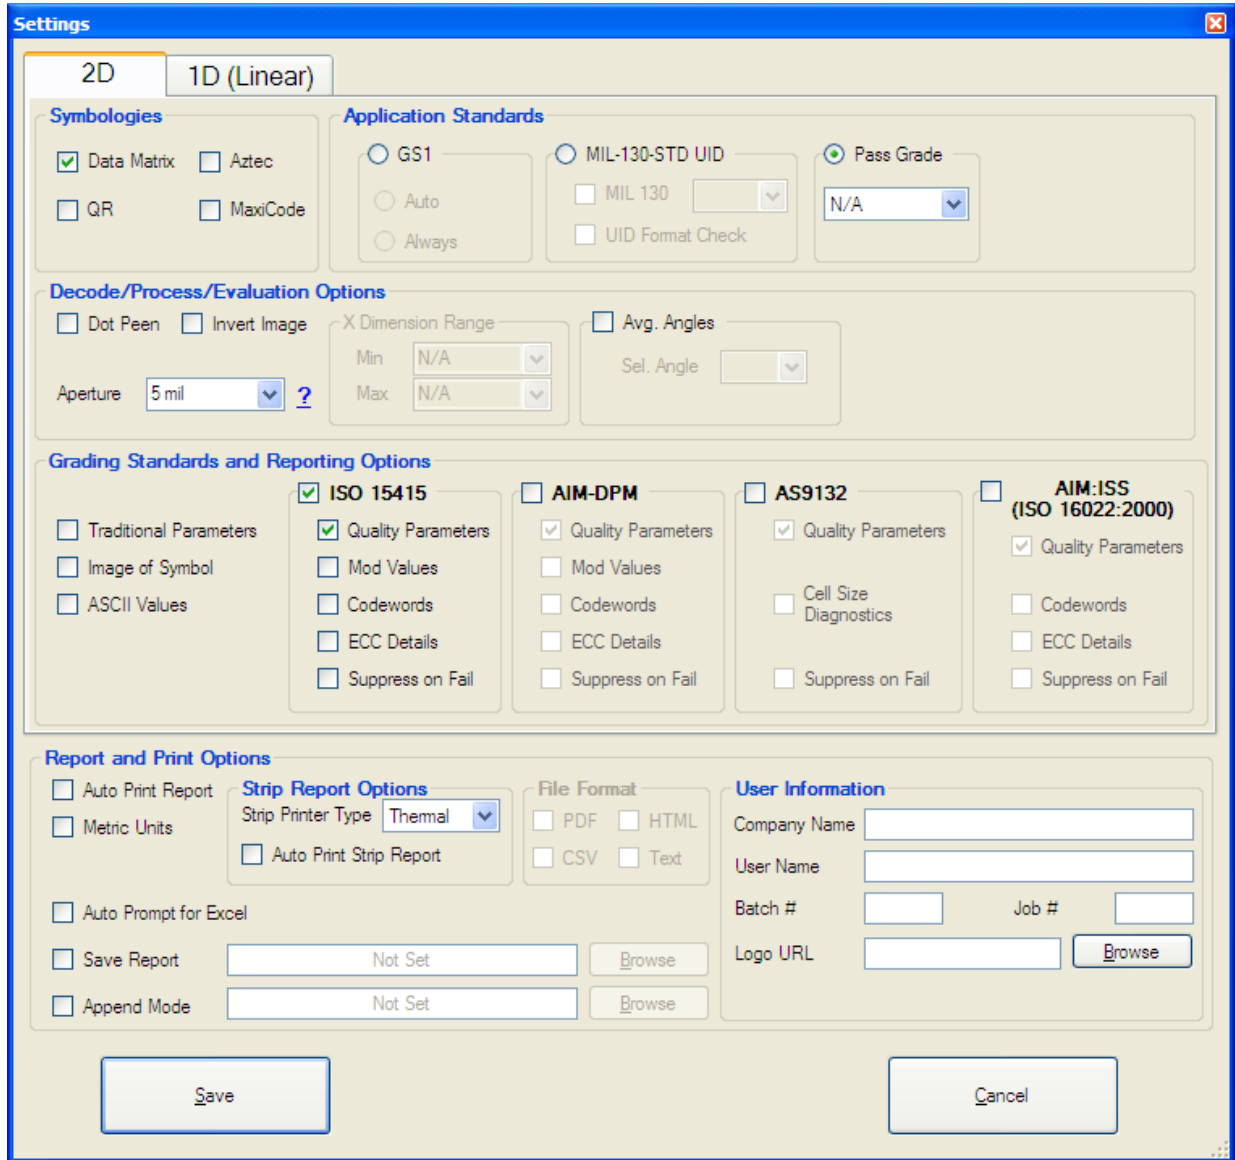 Settings
2D 1D (Linear)
Symbologies
Data Matrix Aztec
QR MaxiCode
Application Standards
GS1
Auto
Always
MIL-130-STD UID
MIL 130
UID Format Check
Pass Grade
N/A
Decode/Process/Evaluation Options
Dot Peen Invert Image
Aperture 5 mil ?
X Dimension Range
Min N/A
Max N/A
Avg. Angles
Sel. Angle
Grading Standards and Reporting Options
Traditional Parameters
Image of Symbol
ASCII Values
ISO 15415
Quality Parameters
Mod Values
Codewords
ECC Details
Suppress on Fail
AIM-DPM
Quality Parameters
Mod Values
Codewords
ECC Details
Suppress on Fail
AS9132
Quality Parameters
Cell Size
Diagnostics
Suppress on Fail
AIM:ISS
(ISO 16022:2000)
Quality Parameters
Codewords
ECC Details
Suppress on Fail
Report and Print Options
Auto Print Report
Metric Units
Strip Report Options
Strip Printer Type Thermal
Auto Print Strip Report
File Format
PDF HTML
CSV Text
Auto Prompt for Excel
Save Report Not Set Browse
Append Mode Not Set Browse
User Information
Company Name
User Name
Batch # Job #
Logo URL Browse
Save Cancel